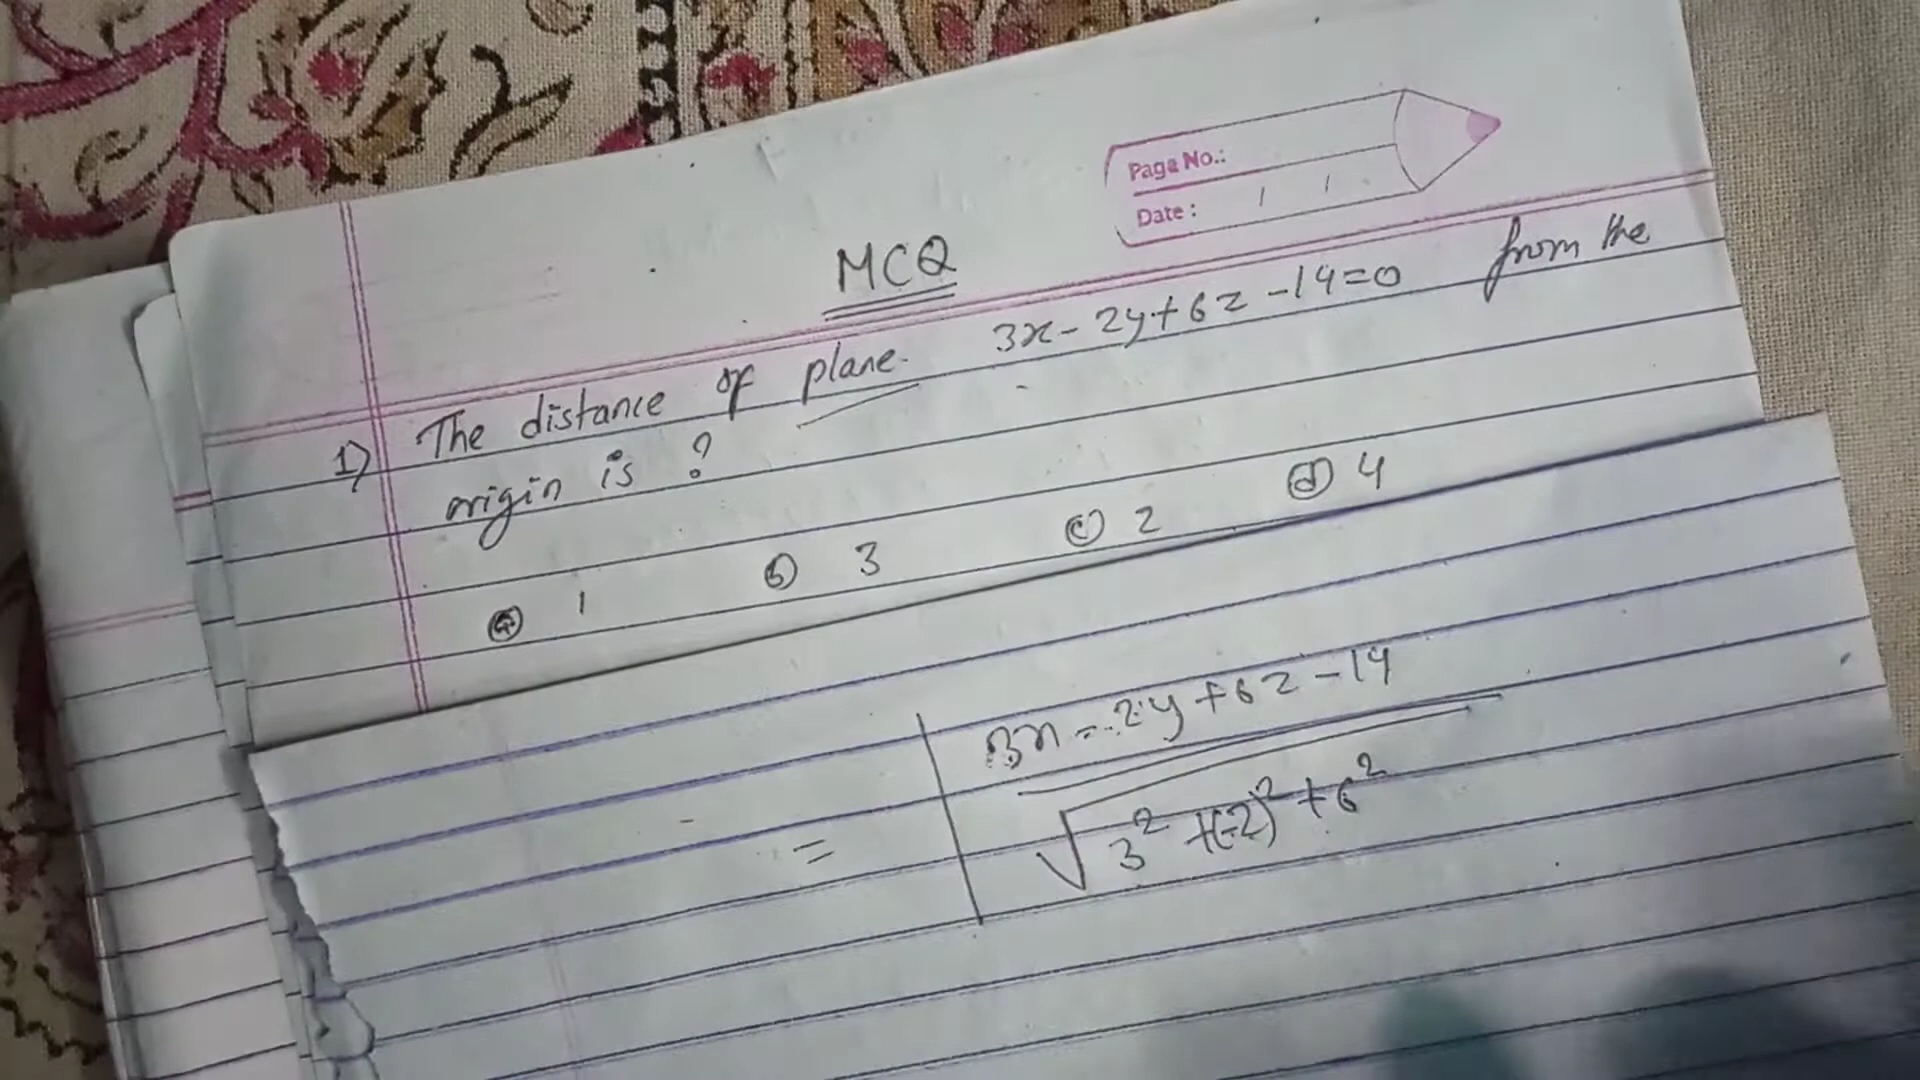 Page No.:
Date :
MCQ
1) The distance of plane. 3x - 2y + 6z - 14 = 0 from the
origin is ?
(a) 1 (b) 3 (c) 2 (d) 4
3x - 2y + 6z - 14
= √3² + (-2)² + 6²